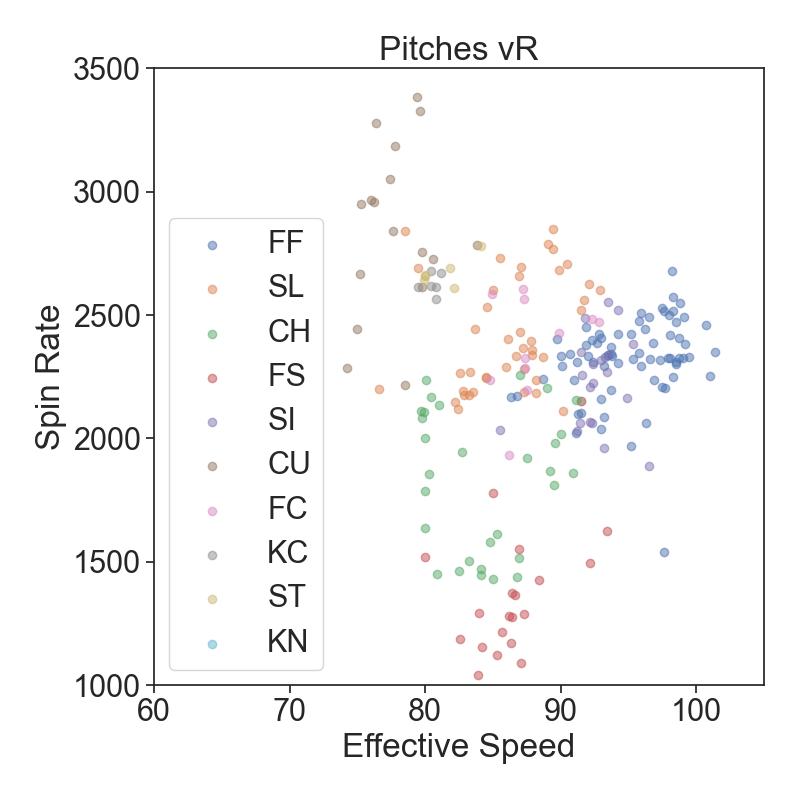 Pitches vR
3500
3000
2500
2000
1500
1000
Spin Rate
FF
SL
CH
FS
SI
CU
FC
KC
ST
KN
60 70 80 90 100
Effective Speed